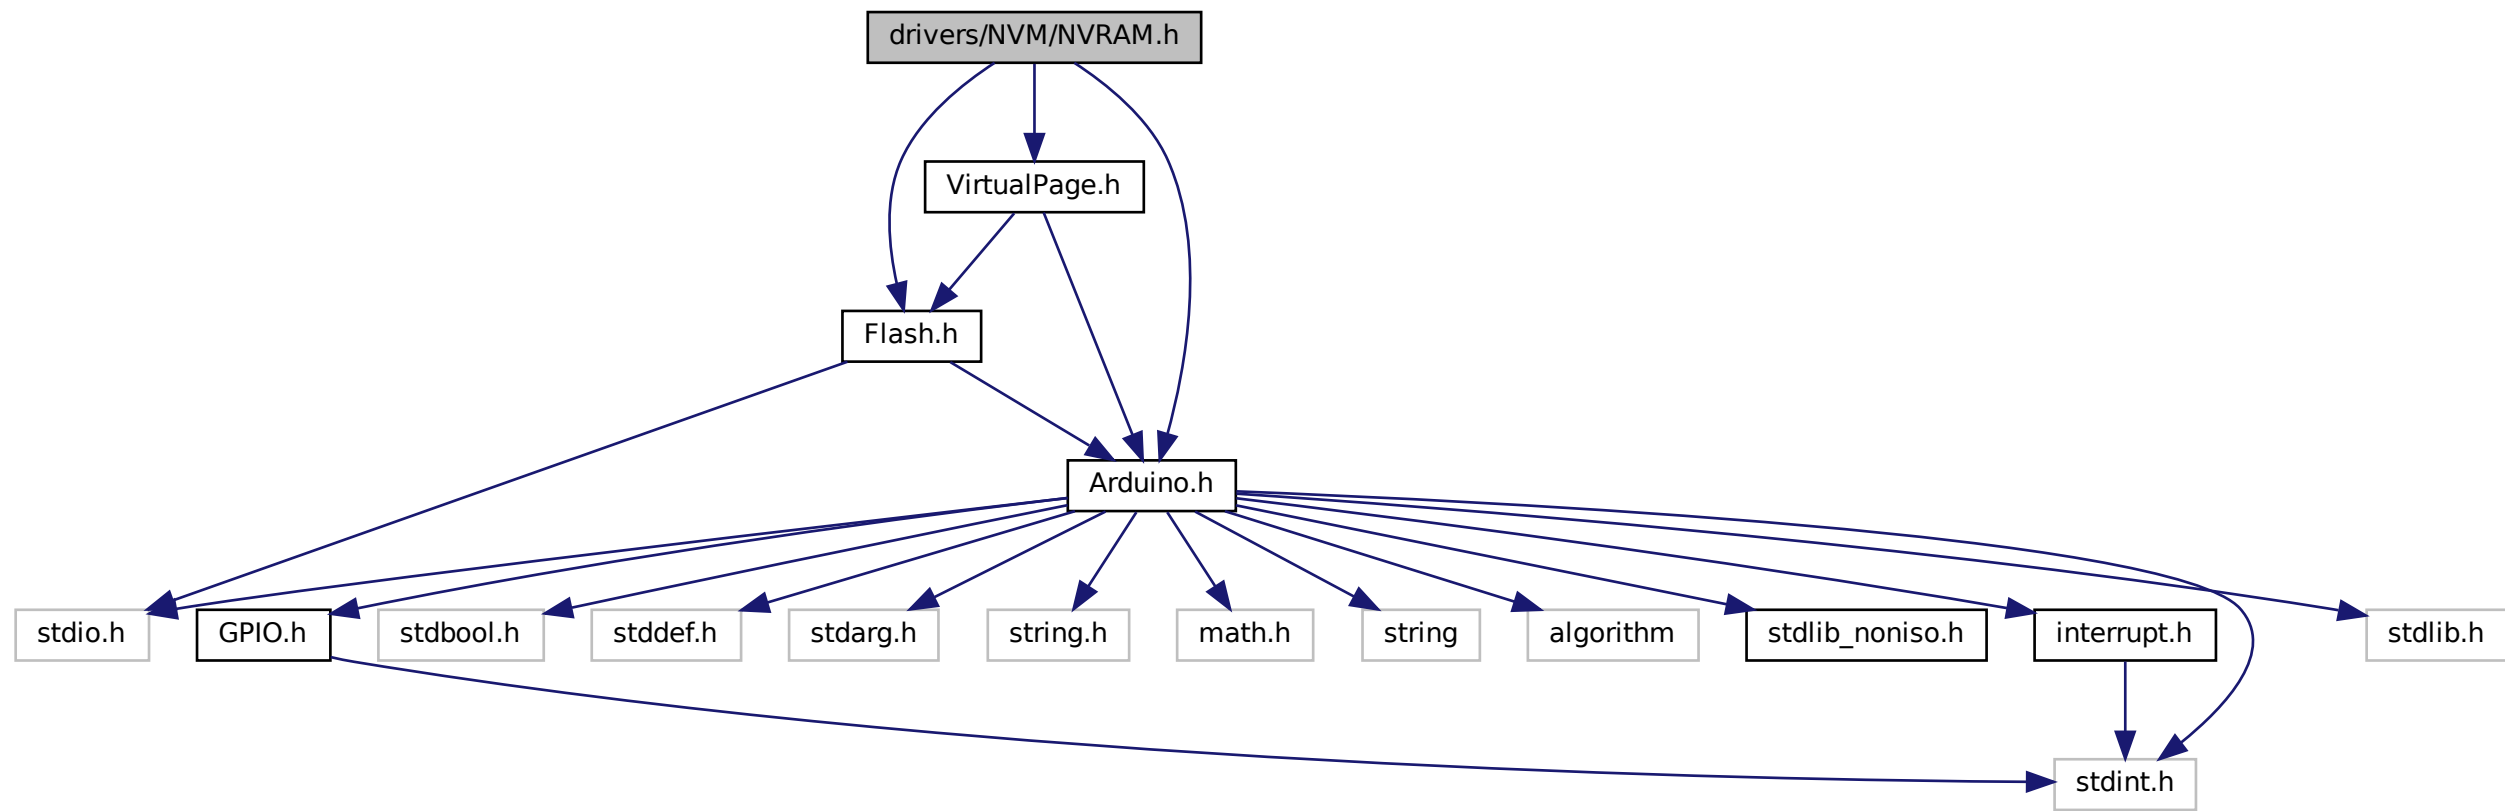 drivers/NVM/NVRAM.h
VirtualPage.h
Flash.h
Arduino.h
stdio.h
GPIO.h
stdbool.h
stddef.h
stdarg.h
string.h
math.h
string
algorithm
stdlib_noniso.h
interrupt.h
stdlib.h
stdint.h